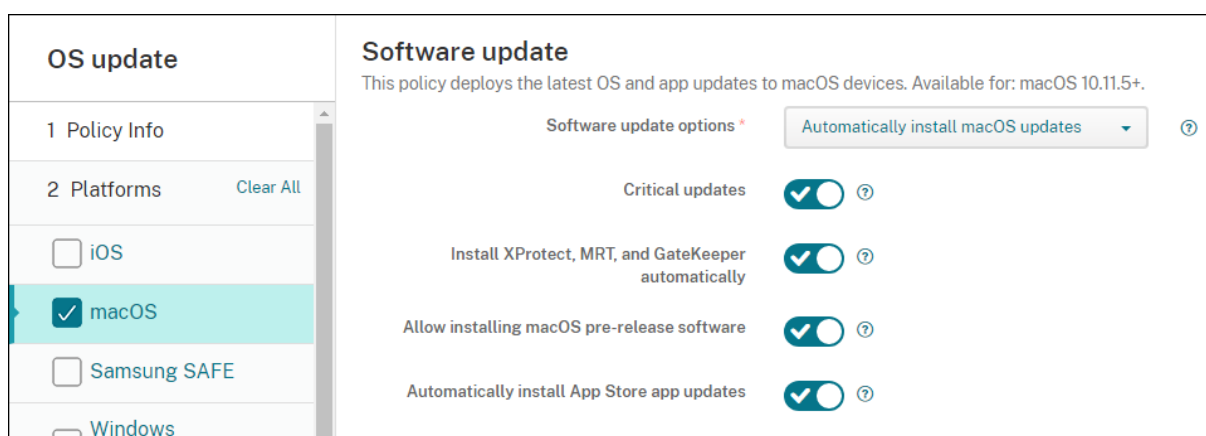 OS update
1 Policy Info
2 Platforms
Clear All
iOS
macOS
Samsung SAFE
Windows
Software update
This policy deploys the latest OS and app updates to macOS devices. Available for: macOS 10.11.5+.
Software update options *
Automatically install macOS updates
Critical updates
Install XProtect, MRT, and GateKeeper
automatically
Allow installing macOS pre-release software
Automatically install App Store app updates